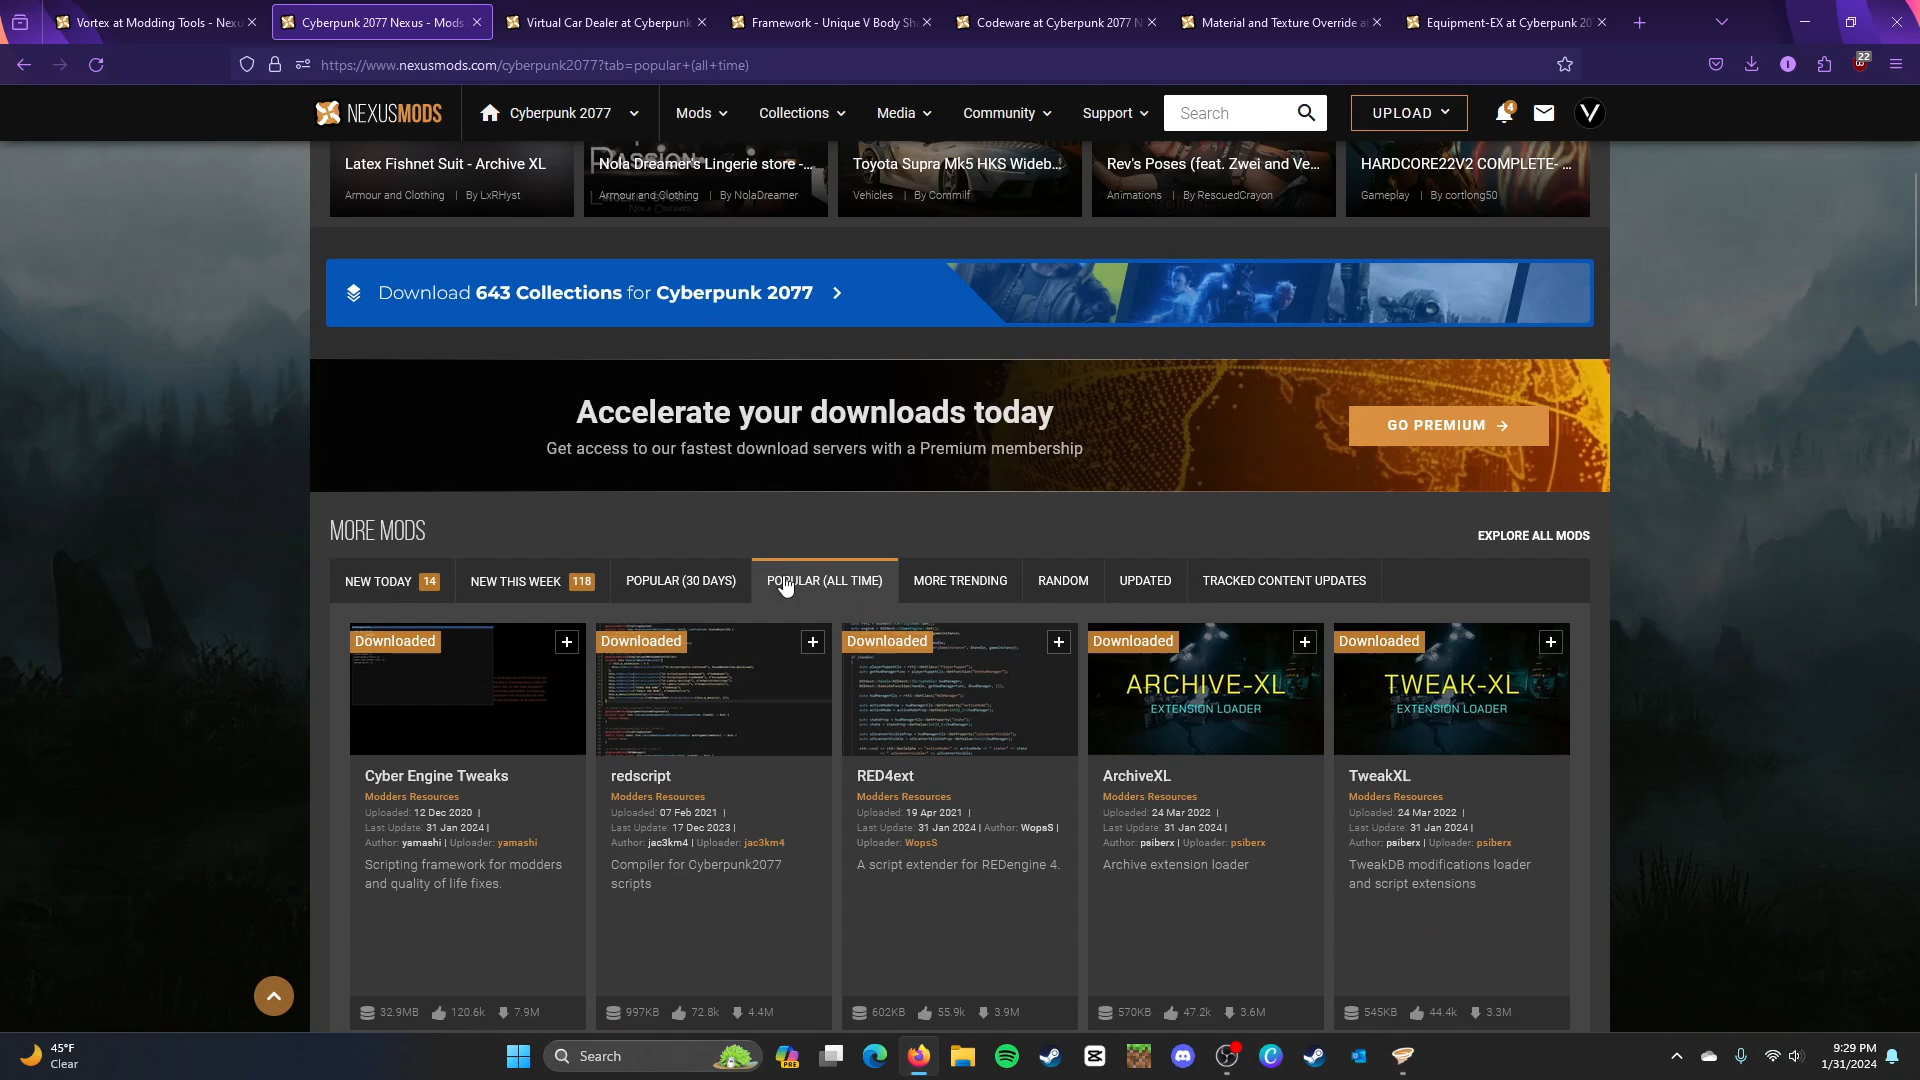 Vortex at Modding Tools - Nexu
Cyberpunk 2077 Nexus - Mods
Virtual Car Dealer at Cyberpunk
Framework - Unique V Body Sh
Codeware at Cyberpunk 2077 N
Material and Texture Override a
Equipment-EX at Cyberpunk 20
https://www.nexusmods.com/cyberpunk2077?tab=popular+(all+time)
22
NEXUSMODS
Cyberpunk 2077
Mods
Collections
Media
Community
Support
Search
UPLOAD
4
Latex Fishnet Suit - Archive XL
Armour and Clothing | By LxRHyst
Nola Dreamer's Lingerie store -...
Armour and Clothing | By NolaDreamer
Toyota Supra Mk5 HKS Wideb...
Vehicles | By Commilf
Rev's Poses (feat. Zwei and Ve...
Animations | By RescuedCrayon
HARDCORE22V2 COMPLETE- ...
Gameplay | By cortlong50
Download 643 Collections for Cyberpunk 2077
Accelerate your downloads today
Get access to our fastest download servers with a Premium membership
GO PREMIUM
MORE MODS
EXPLORE ALL MODS
NEW TODAY 14
NEW THIS WEEK 118
POPULAR (30 DAYS)
POPULAR (ALL TIME)
MORE TRENDING
RANDOM
UPDATED
TRACKED CONTENT UPDATES
Downloaded
Cyber Engine Tweaks
Modders Resources
Uploaded: 12 Dec 2020 |
Last Update: 31 Jan 2024 |
Author: yamashi | Uploader: yamashi
Scripting framework for modders
and quality of life fixes.
32.9MB 120.6k 7.9M
Downloaded
redscript
Modders Resources
Uploaded: 07 Feb 2021 |
Last Update: 17 Dec 2023 |
Author: jac3km4 | Uploader: jac3km4
Compiler for Cyberpunk2077
scripts
997KB 72.8k 4.4M
Downloaded
RED4ext
Modders Resources
Uploaded: 19 Apr 2021 |
Last Update: 31 Jan 2024 | Author: WopsS |
Uploader: WopsS
A script extender for REDengine 4.
602KB 55.9k 3.9M
Downloaded
ARCHIVE-XL
EXTENSION LOADER
ArchiveXL
Modders Resources
Uploaded: 24 Mar 2022 |
Last Update: 31 Jan 2024 |
Author: psiberx | Uploader: psiberx
Archive extension loader
570KB 47.2k 3.6M
Downloaded
TWEAK-XL
EXTENSION LOADER
TweakXL
Modders Resources
Uploaded: 24 Mar 2022 |
Last Update: 31 Jan 2024 |
Author: psiberx | Uploader: psiberx
TweakDB modifications loader
and script extensions
545KB 44.4k 3.3M
45°F
Clear
Search
PRE
9:29 PM
1/31/2024